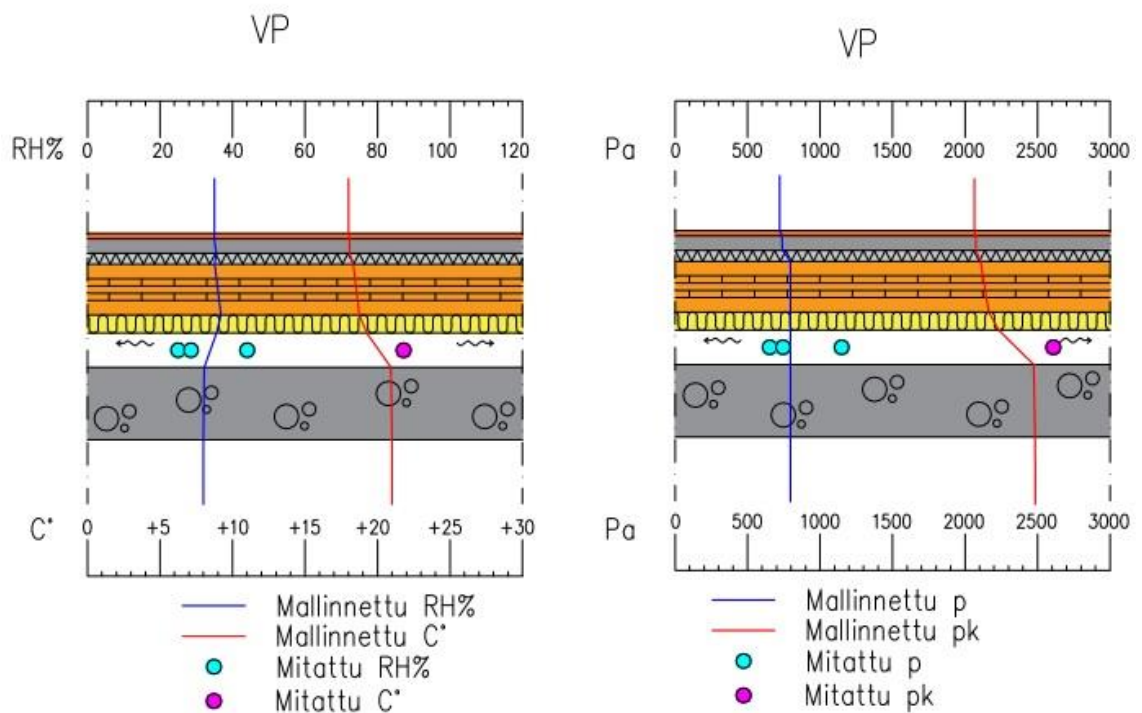 VP
RH% 0 20 40 60 80 100 120
C° 0 +5 +10 +15 +20 +25 +30
Mallinnettu RH%
Mallinnettu C°
Mitattu RH%
Mitattu C°
VP
Pa 0 500 1000 1500 2000 2500 3000
Pa 0 500 1000 1500 2000 2500 3000
Mallinnettu p
Mallinnettu pk
Mitattu p
Mitattu pk